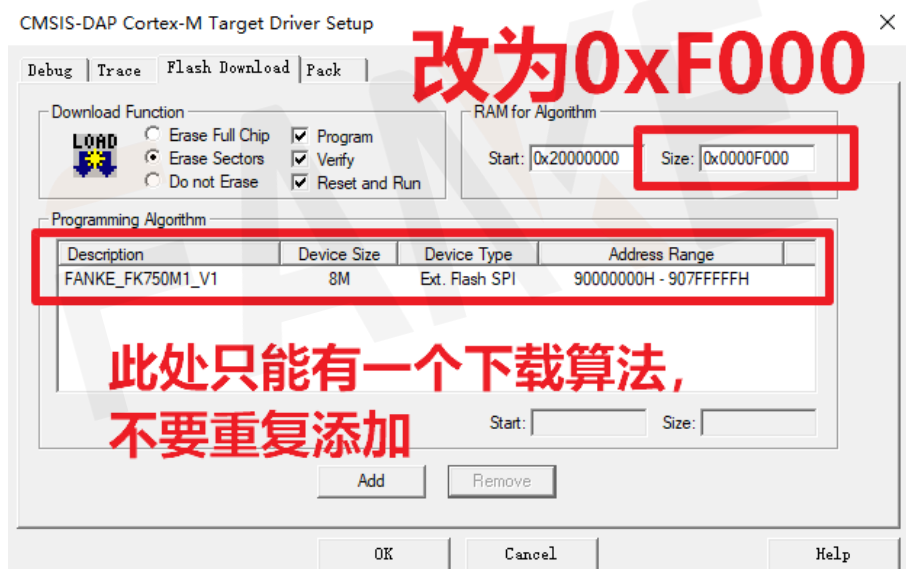 CMSIS-DAP Cortex-M Target Driver Setup
改为0xF000
Debug Trace Flash Download Pack
Download Function
LOAD
Erase Full Chip
Erase Sectors
Do not Erase
Program
Verify
Reset and Run
RAM for Algorithm
Start: 0x20000000 Size: 0x0000F000
Programming Algorithm
Description Device Size Device Type Address Range
FANKE_FK750M1_V1 8M Ext. Flash SPI 90000000H - 907FFFFFH
此处只能有一个下载算法，
不要重复添加
Start: Size:
Add Remove
OK Cancel Help
FANKE